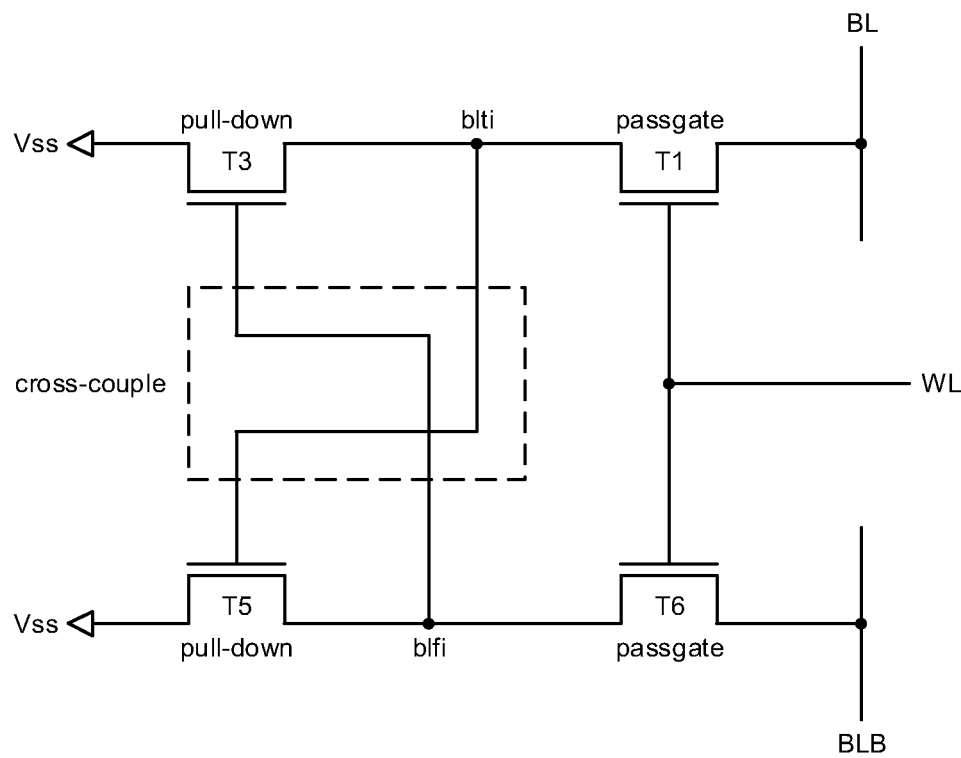 BL
pull-down
blti
passgate
Vss
T3
T1
cross-couple
WL
Vss
T5
T6
pull-down
blfi
passgate
BLB